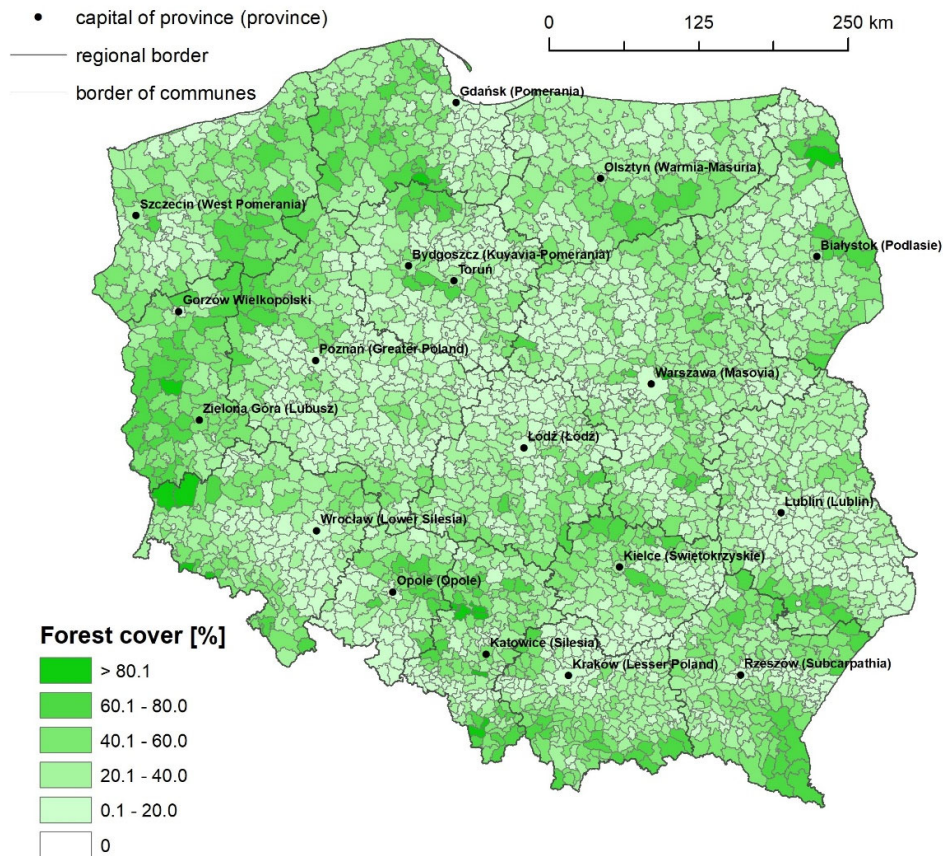 capital of province (province)
0 125 250 km
regional border
border of communes
Gdańsk (Pomerania)
Olsztyn (Warmia-Masuria)
Szczecin (West Pomerania)
Białystok (Podlasie)
Bydgoszcz (Kuyavia-Pomerania)
Toruń
Gorzów Wielkopolski
Poznań (Greater Poland)
Warszawa (Masovia)
Zielona Góra (Lubusz)
Łódź (Łódź)
Lublin (Lublin)
Wrocław (Lower Silesia)
Kielce (Świętokrzyskie)
Opole (Opole)
Katowice (Silesia)
Kraków (Lesser Poland)
Rzeszów (Subcarpathia)
Forest cover [%]
> 80.1
60.1 - 80.0
40.1 - 60.0
20.1 - 40.0
0.1 - 20.0
0